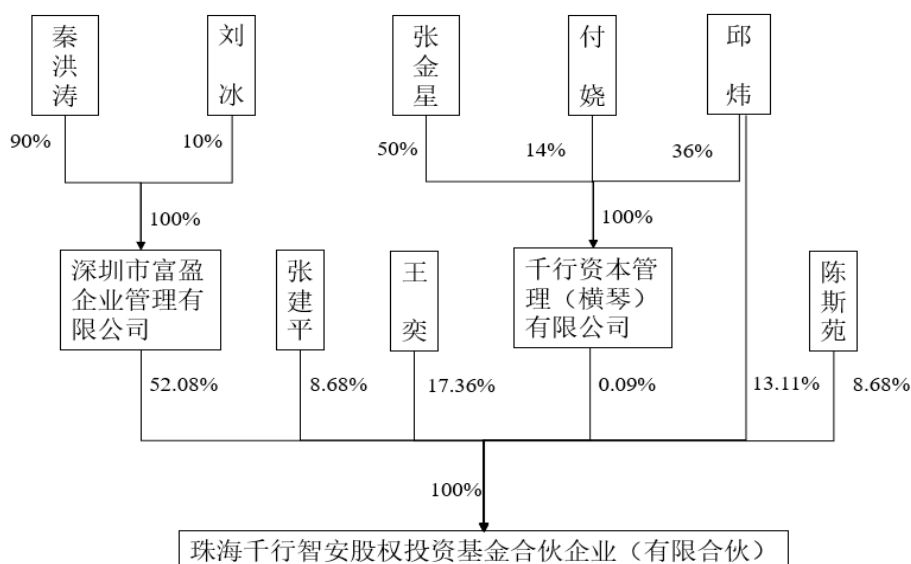 秦洪涛
刘冰
张金星
付娆
邱炜
90%
10%
50%
14%
36%
100%
100%
深圳市富盈
企业管理有
限公司
张建平
王奕
千行资本管
理（横琴）
有限公司
陈斯苑
52.08%
8.68%
17.36%
0.09%
13.11%
8.68%
100%
珠海千行智安股权投资基金合伙企业（有限合伙）